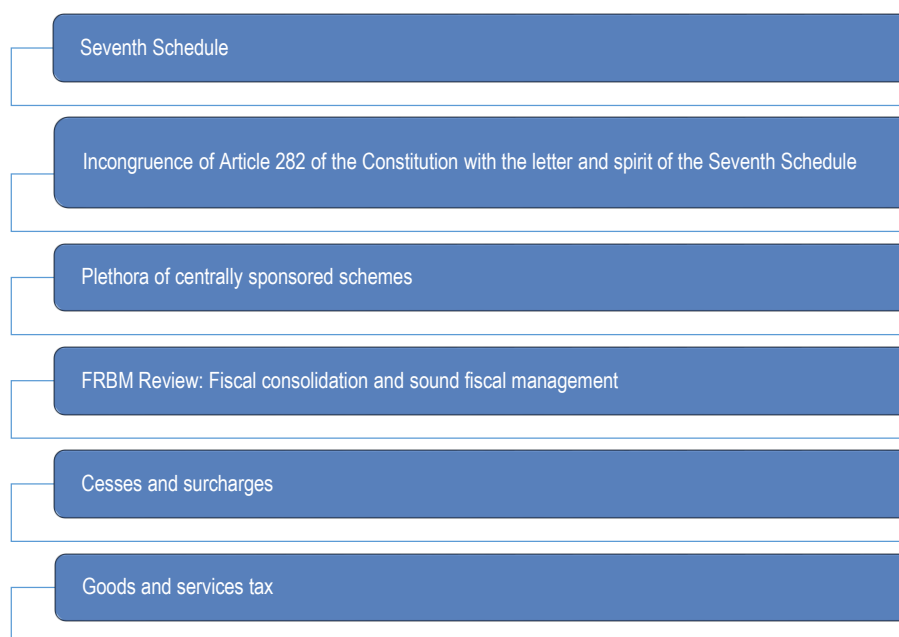 Seventh Schedule
Incongruence of Article 282 of the Constitution with the letter and spirit of the Seventh Schedule
Plethora of centrally sponsored schemes
FRBM Review: Fiscal consolidation and sound fiscal management
Cesses and surcharges
Goods and services tax